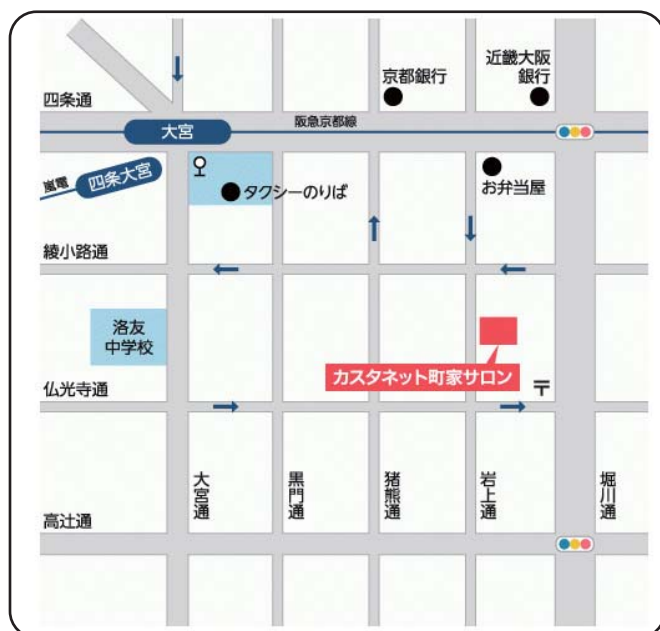 近畿大阪
銀行
京都銀行
四条通
阪急京都線
大宮
嵐電
四条大宮
タクシーのりば
お弁当屋
綾小路通
洛友
中学校
カスタネット町家サロン
仏光寺通
〒
大宮通
黒門通
猪熊通
岩上通
堀川通
高辻通